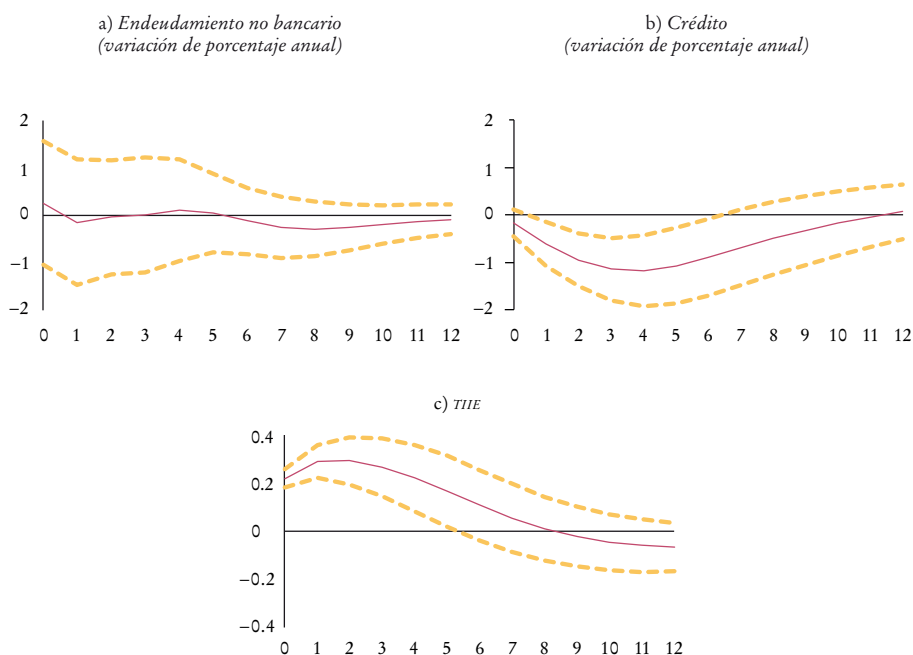 a) Endeudamiento no bancario
(variación de porcentaje anual)
b) Crédito
(variación de porcentaje anual)
2
1
0
−1
−2
0 1 2 3 4 5 6 7 8 9 10 11 12
2
1
0
−1
−2
0 1 2 3 4 5 6 7 8 9 10 11 12
c) TIIE
0.4
0.2
0
−0.2
−0.4
0 1 2 3 4 5 6 7 8 9 10 11 12